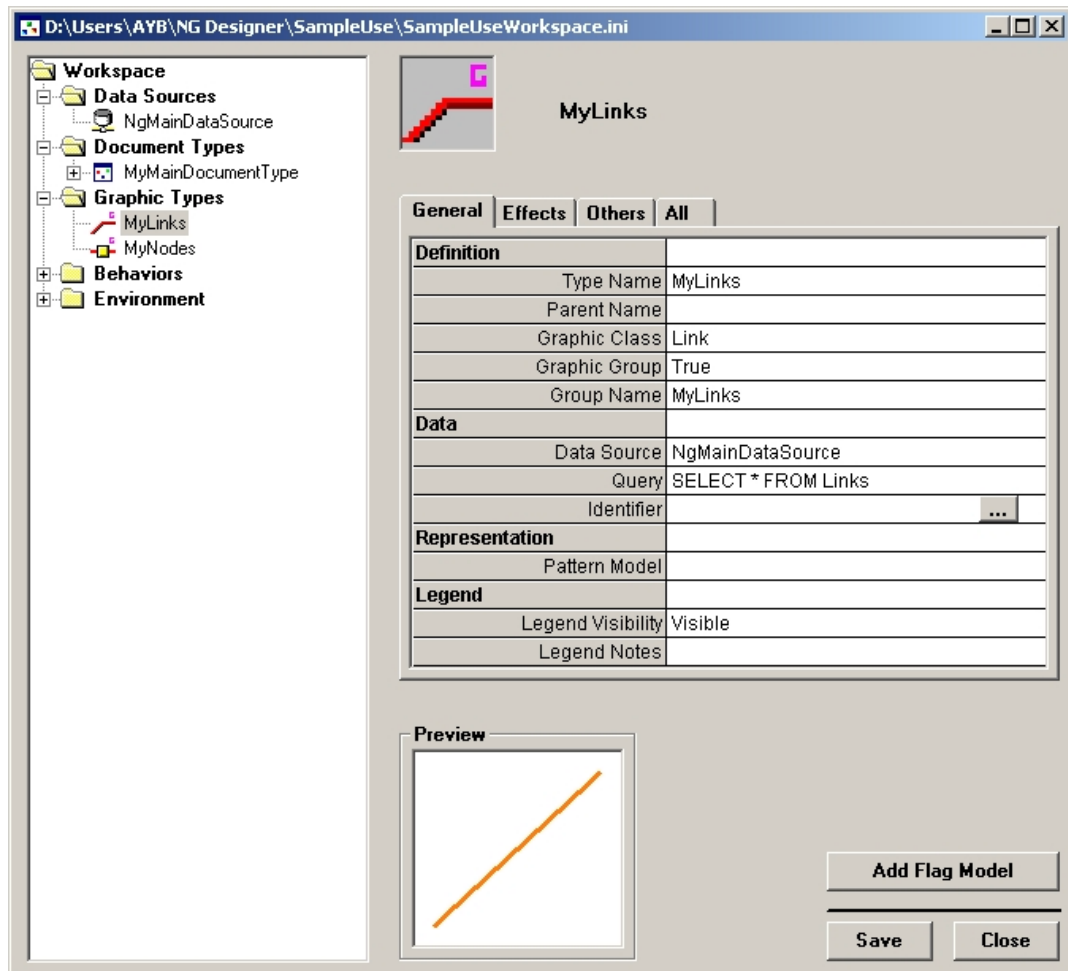 D:\Users\AYB\NG Designer\SampleUse\SampleUseWorkspace.ini
Workspace
Data Sources
NgMainDataSource
Document Types
MyMainDocumentType
Graphic Types
MyLinks
MyNodes
Behaviors
Environment
G
MyLinks
General Effects Others All
Definition
Type Name MyLinks
Parent Name
Graphic Class Link
Graphic Group True
Group Name MyLinks
Data
Data Source NgMainDataSource
Query SELECT * FROM Links
Identifier ...
Representation
Pattern Model
Legend
Legend Visibility Visible
Legend Notes
Preview
Add Flag Model
Save Close